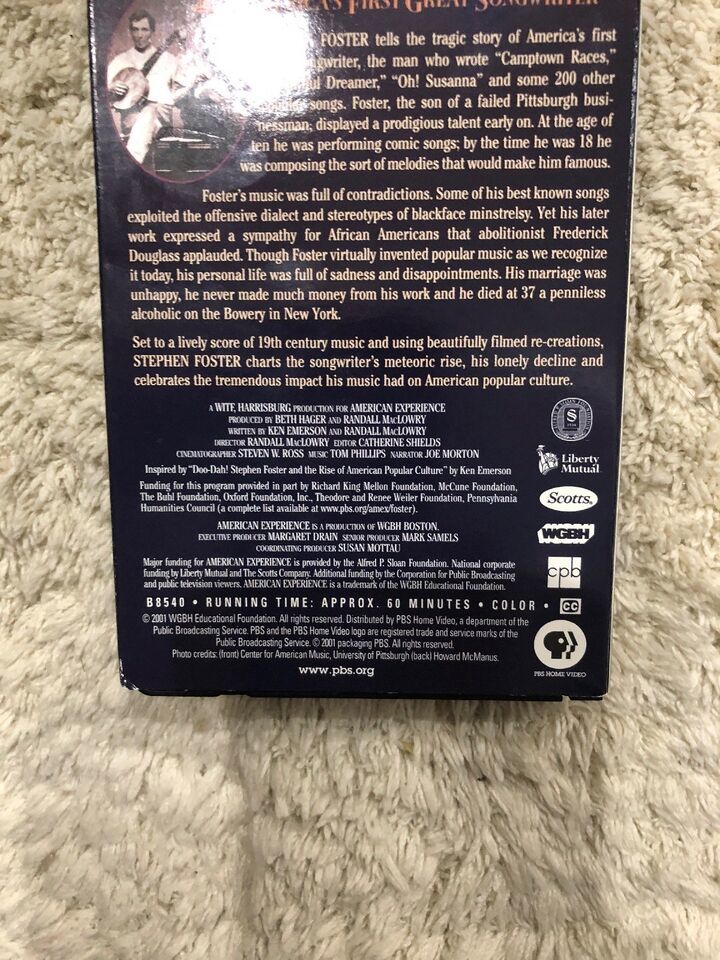 FIRST GREAT SONGWRITER
FOSTER tells the tragic story of America's first
the man who wrote "Camptown Races,"
Dreamer," "Oh! Susanna" and some 200 other
songs. Foster, the son of a failed Pittsburgh busi-
nessman, displayed a prodigious talent early on. At the age of
ten he was performing comic songs; by the time he was 18 he
was composing the sort of melodies that would make him famous.
Foster's music was full of contradictions. Some of his best known songs
exploited the offensive dialect and stereotypes of blackface minstrelsy. Yet his later
work expressed a sympathy for African Americans that abolitionist Frederick
Douglass applauded. Though Foster virtually invented popular music as we recognize
it today, his personal life was full of sadness and disappointments. His marriage was
unhappy, he never made much money from his work and he died at 37 a penniless
alcoholic on the Bowery in New York.
Set to a lively score of 19th century music and using beautifully filmed re-creations,
STEPHEN FOSTER charts the songwriter's meteoric rise, his lonely decline and
celebrates the tremendous impact his music had on American popular culture.
A WITF, HARRISBURG PRODUCTION FOR AMERICAN EXPERIENCE
PRODUCED BY BETH HAGER AND RANDALL MacLOWRY
WRITTEN BY KEN EMERSON AND RANDALL MacLOWRY
DIRECTOR RANDALL MacLOWRY EDITOR CATHERINE SHIELDS
CINEMATOGRAPHER STEVEN W. ROSS MUSIC TOM PHILLIPS NARRATOR JOE MORTON
Inspired by "Doo-Dah! Stephen Foster and the Rise of American Popular Culture" by Ken Emerson
Funding for this program provided in part by Richard King Mellon Foundation, McCune Foundation,
The Buhl Foundation, Oxford Foundation, Inc., Theodore and Renee Weiler Foundation, Pennsylvania
Humanities Council (a complete list available at www.pbs.org/amex/foster).
AMERICAN EXPERIENCE IS A PRODUCTION OF WGBH BOSTON.
EXECUTIVE PRODUCER MARGARET DRAIN SENIOR PRODUCER MARK SAMELS
COORDINATING PRODUCER SUSAN MOTTAU
Major funding for AMERICAN EXPERIENCE is provided by the Alfred P. Sloan Foundation. National corporate
funding by Liberty Mutual and The Scotts Company. Additional funding by the Corporation for Public Broadcasting
and public television viewers. AMERICAN EXPERIENCE is a trademark of the WGBH Educational Foundation.
S
Liberty
Mutual
Scotts.
WGBH
cpb
B8540 • RUNNING TIME: APPROX. 60 MINUTES • COLOR • CC
© 2001 WGBH Educational Foundation. All rights reserved. Distributed by PBS Home Video, a department of the
Public Broadcasting Service. PBS and the PBS Home Video logo are registered trade and service marks of the
Public Broadcasting Service. © 2001 packaging PBS. All rights reserved.
Photo credits: (front) Center for American Music, University of Pittsburgh (back) Howard McManus.
www.pbs.org
PBS HOME VIDEO